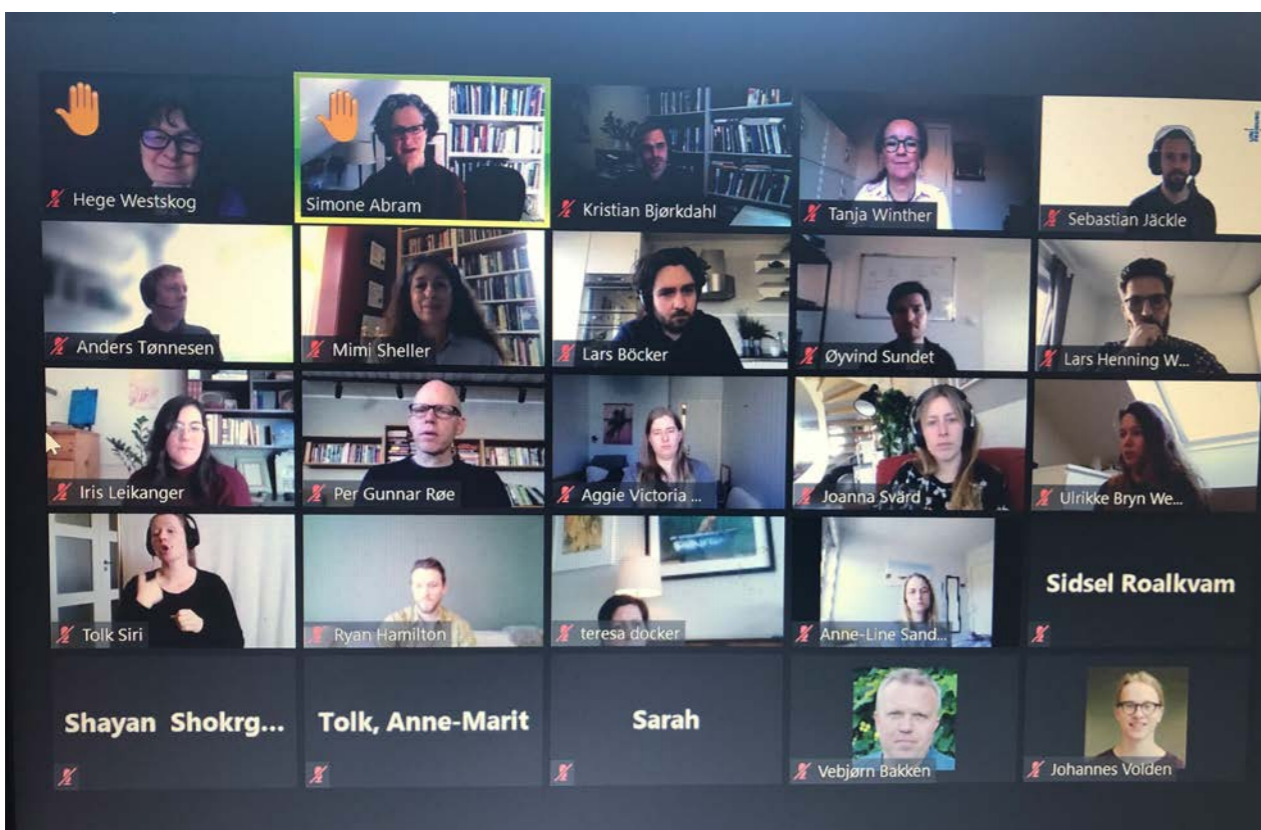 Hege Westskog
Simone Abram
Kristian Bjørkdahl
Tanja Winther
Sebastian Jäckle
Anders Tønnesen
Mimi Sheller
Lars Böcker
Øyvind Sundet
Lars Henning W...
Iris Leikanger
Per Gunnar Røe
Aggie Victoria ...
Joanna Svärd
Ulrikke Bryn We...
Tolk Siri
Ryan Hamilton
teresa docker
Anne-Line Sand...
Sidsel Roalkvam
Shayan Shokrg...
Tolk, Anne-Marit
Sarah
Vebjørn Bakken
Johannes Volden